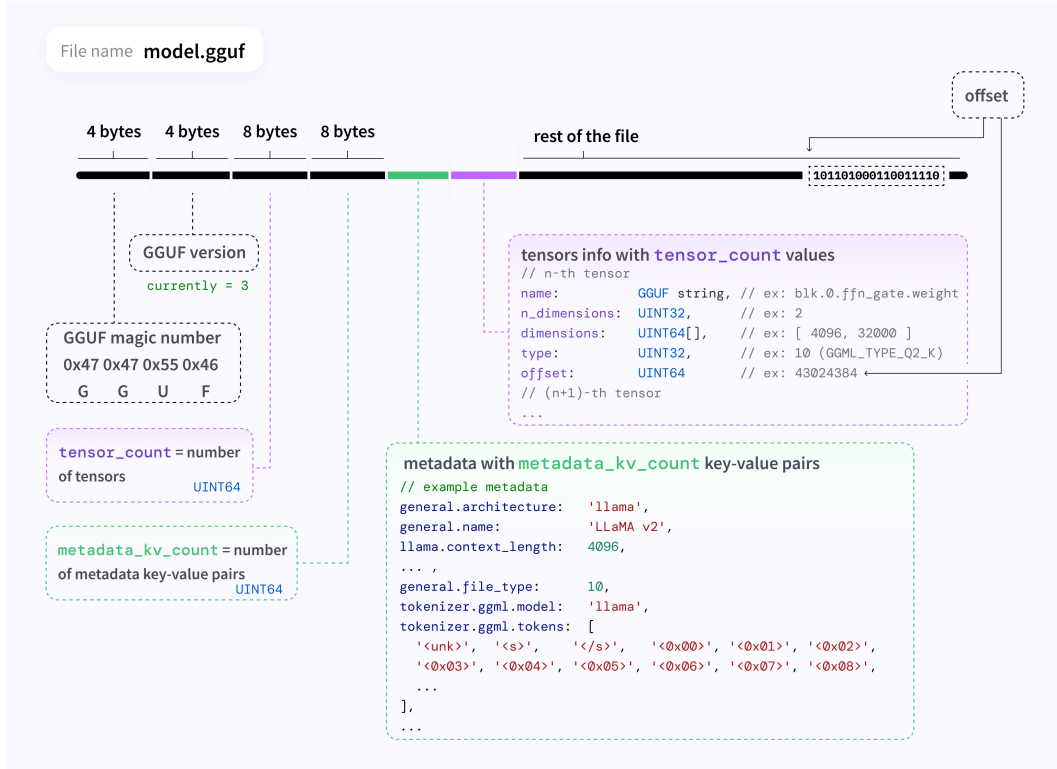 File name model.gguf
offset
4 bytes 4 bytes 8 bytes 8 bytes rest of the file
101101000110011110
GGUF version
currently = 3
GGUF magic number
0x47 0x47 0x55 0x46
G G U F
tensor_count = number
of tensors
UINT64
metadata_kv_count = number
of metadata key-value pairs
UINT64
tensors info with tensor_count values
// n-th tensor
name: GGUF string, // ex: blk.0.ffn_gate.weight
n_dimensions: UINT32, // ex: 2
dimensions: UINT64[], // ex: [ 4096, 32000 ]
type: UINT32, // ex: 10 (GGML_TYPE_Q2_K)
offset: UINT64 // ex: 43024384
// (n+1)-th tensor
...
metadata with metadata_kv_count key-value pairs
// example metadata
general.architecture: 'llama',
general.name: 'LLaMA v2',
llama.context_length: 4096,
... ,
general.file_type: 10,
tokenizer.ggml.model: 'llama',
tokenizer.ggml.tokens: [
'<unk>', '<s>', '</s>', '<0x00>', '<0x01>', '<0x02>',
'<0x03>', '<0x04>', '<0x05>', '<0x06>', '<0x07>', '<0x08>',
...
],
...